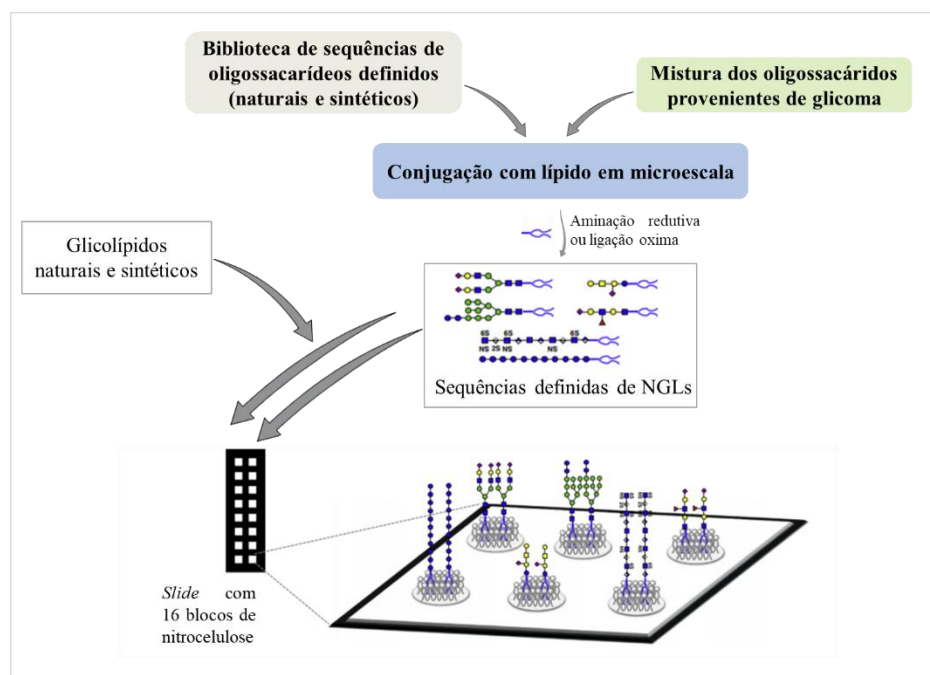 Biblioteca de sequências de
oligossacarídeos definidos
(naturais e sintéticos)
Mistura dos oligossacáridos
provenientes de glicoma
Conjugação com lípido em microescala
Aminação redutiva
ou ligação oxima
Glicolípidos
naturais e sintéticos
6S 6S 6S
NS 2S NS NS
Sequências definidas de NGLs
Slide com
16 blocos de
nitrocelulose